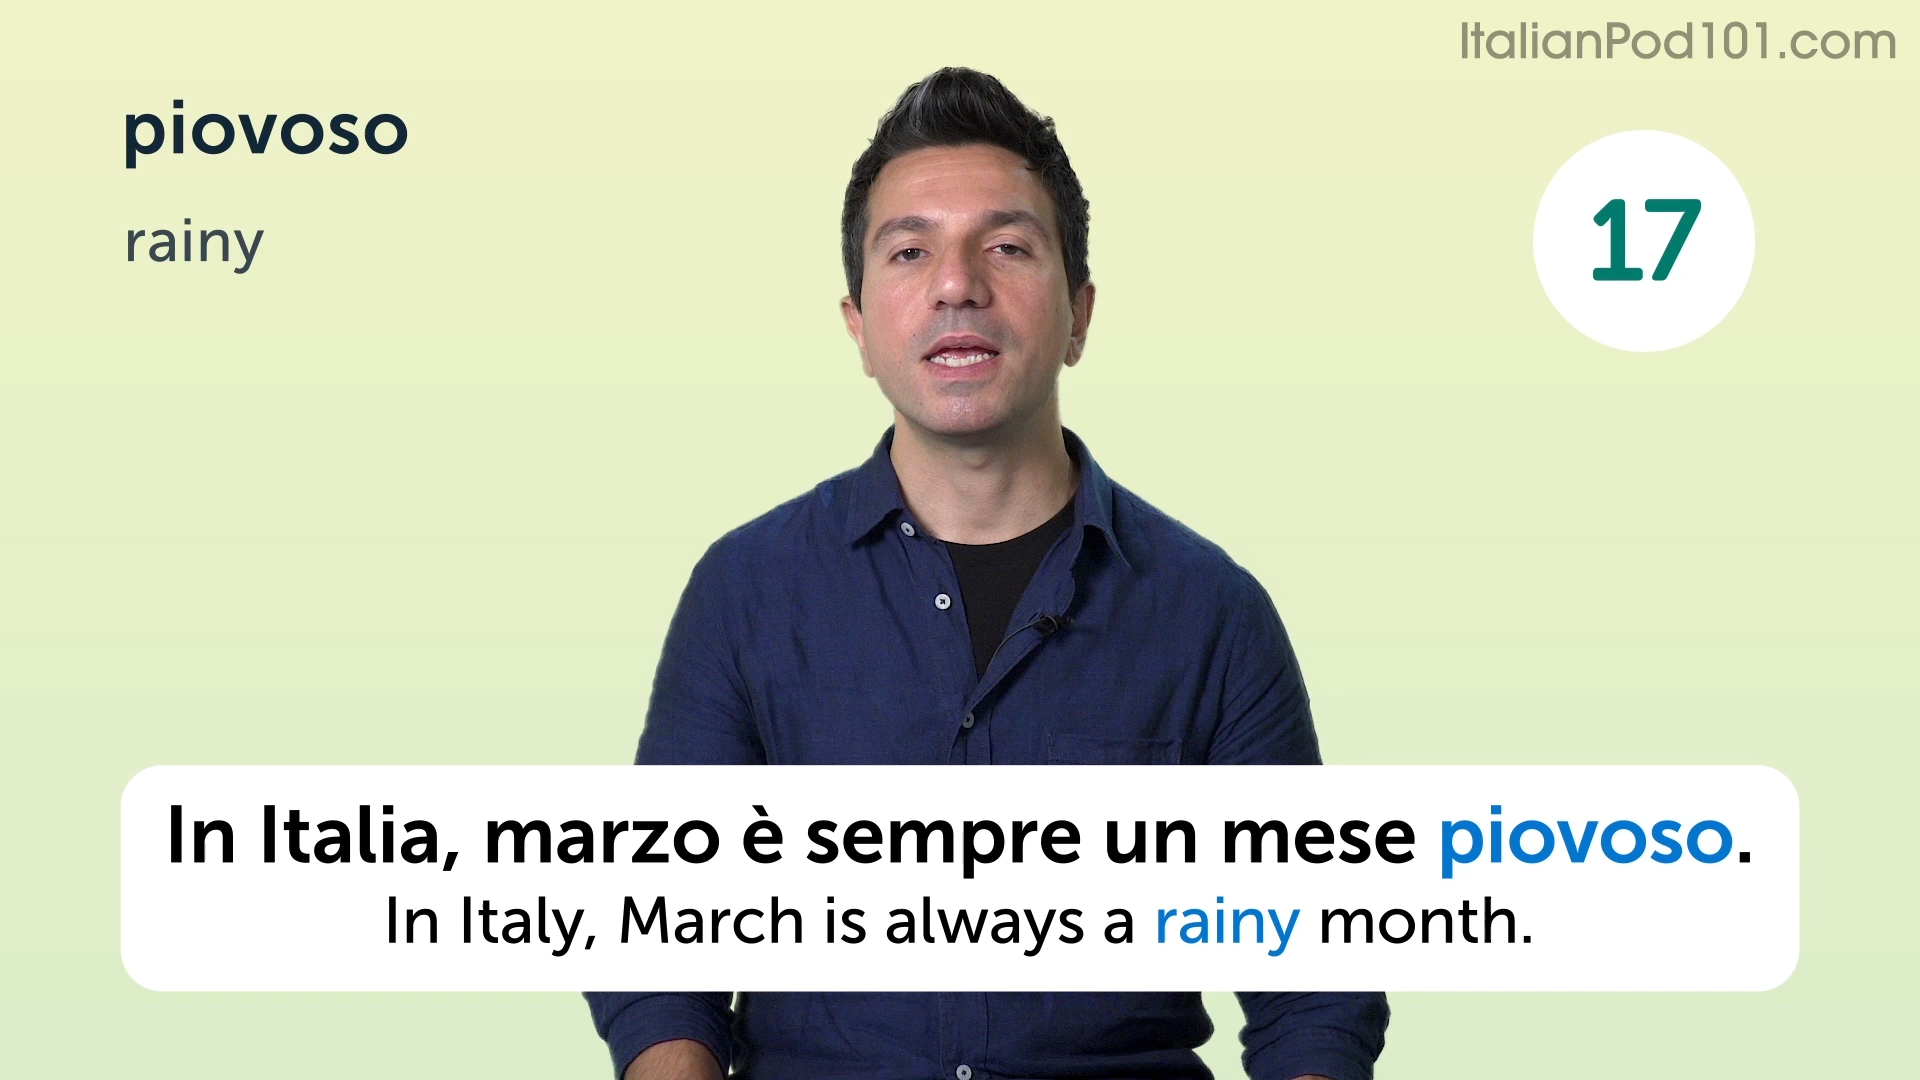 ItalianPod101.com
piovoso
rainy
17
In Italia, marzo è sempre un mese piovoso.
In Italy, March is always a rainy month.